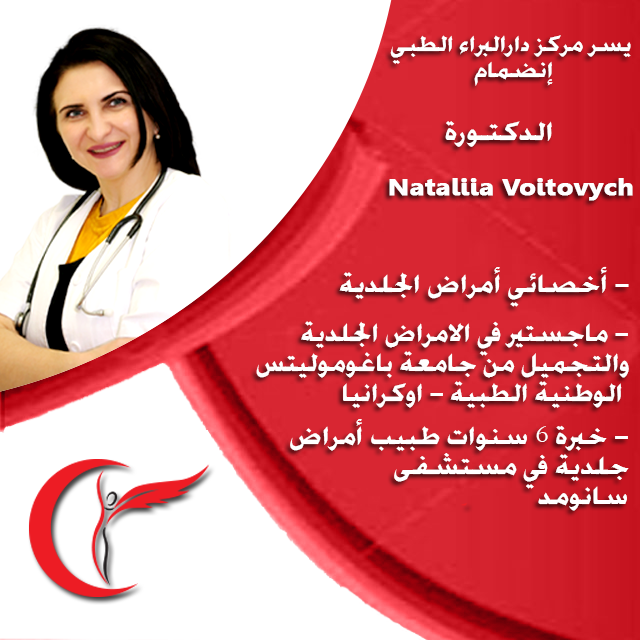 يسر مركز دارالبراء الطبي
إنضمام
الدكتورة
Nataliia Voitovych
- أخصائي أمراض الجلدية
- ماجستير في الامراض الجلدية
والتجميل من جامعة باغوموليتس
الوطنية الطبية - اوكرانيا
- خبرة 6 سنوات طبيب أمراض
جلدية في مستشفى
سانومد